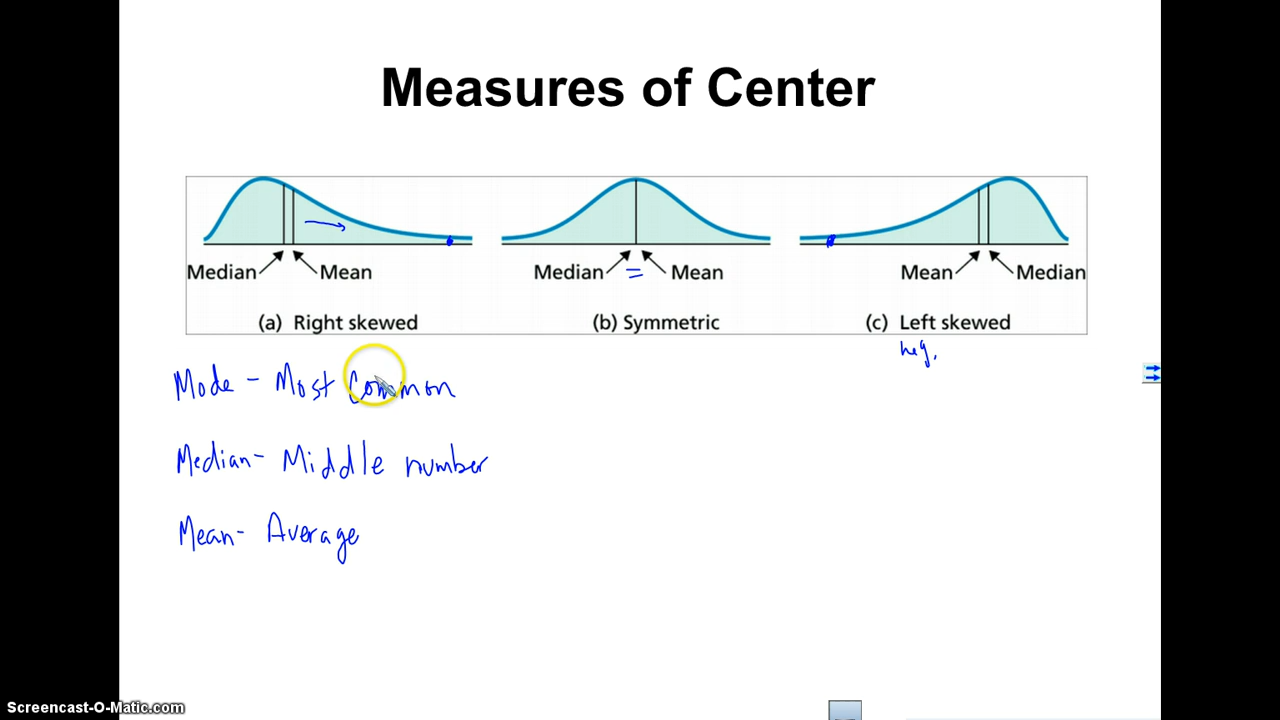 Measures of Center
Median Mean Median = Mean Mean Median
(a) Right skewed (b) Symmetric (c) Left skewed
neg.
Mode - Most Common
Median - Middle number
Mean - Average
Screencast-O-Matic.com